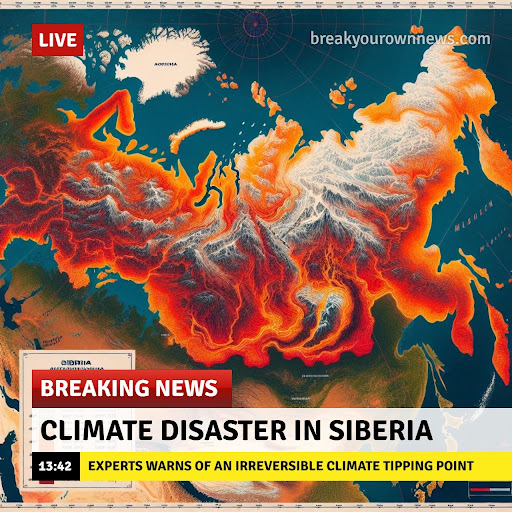 LIVE
breakyourownnews.com
BREAKING NEWS
CLIMATE DISASTER IN SIBERIA
13:42
EXPERTS WARNS OF AN IRREVERSIBLE CLIMATE TIPPING POINT